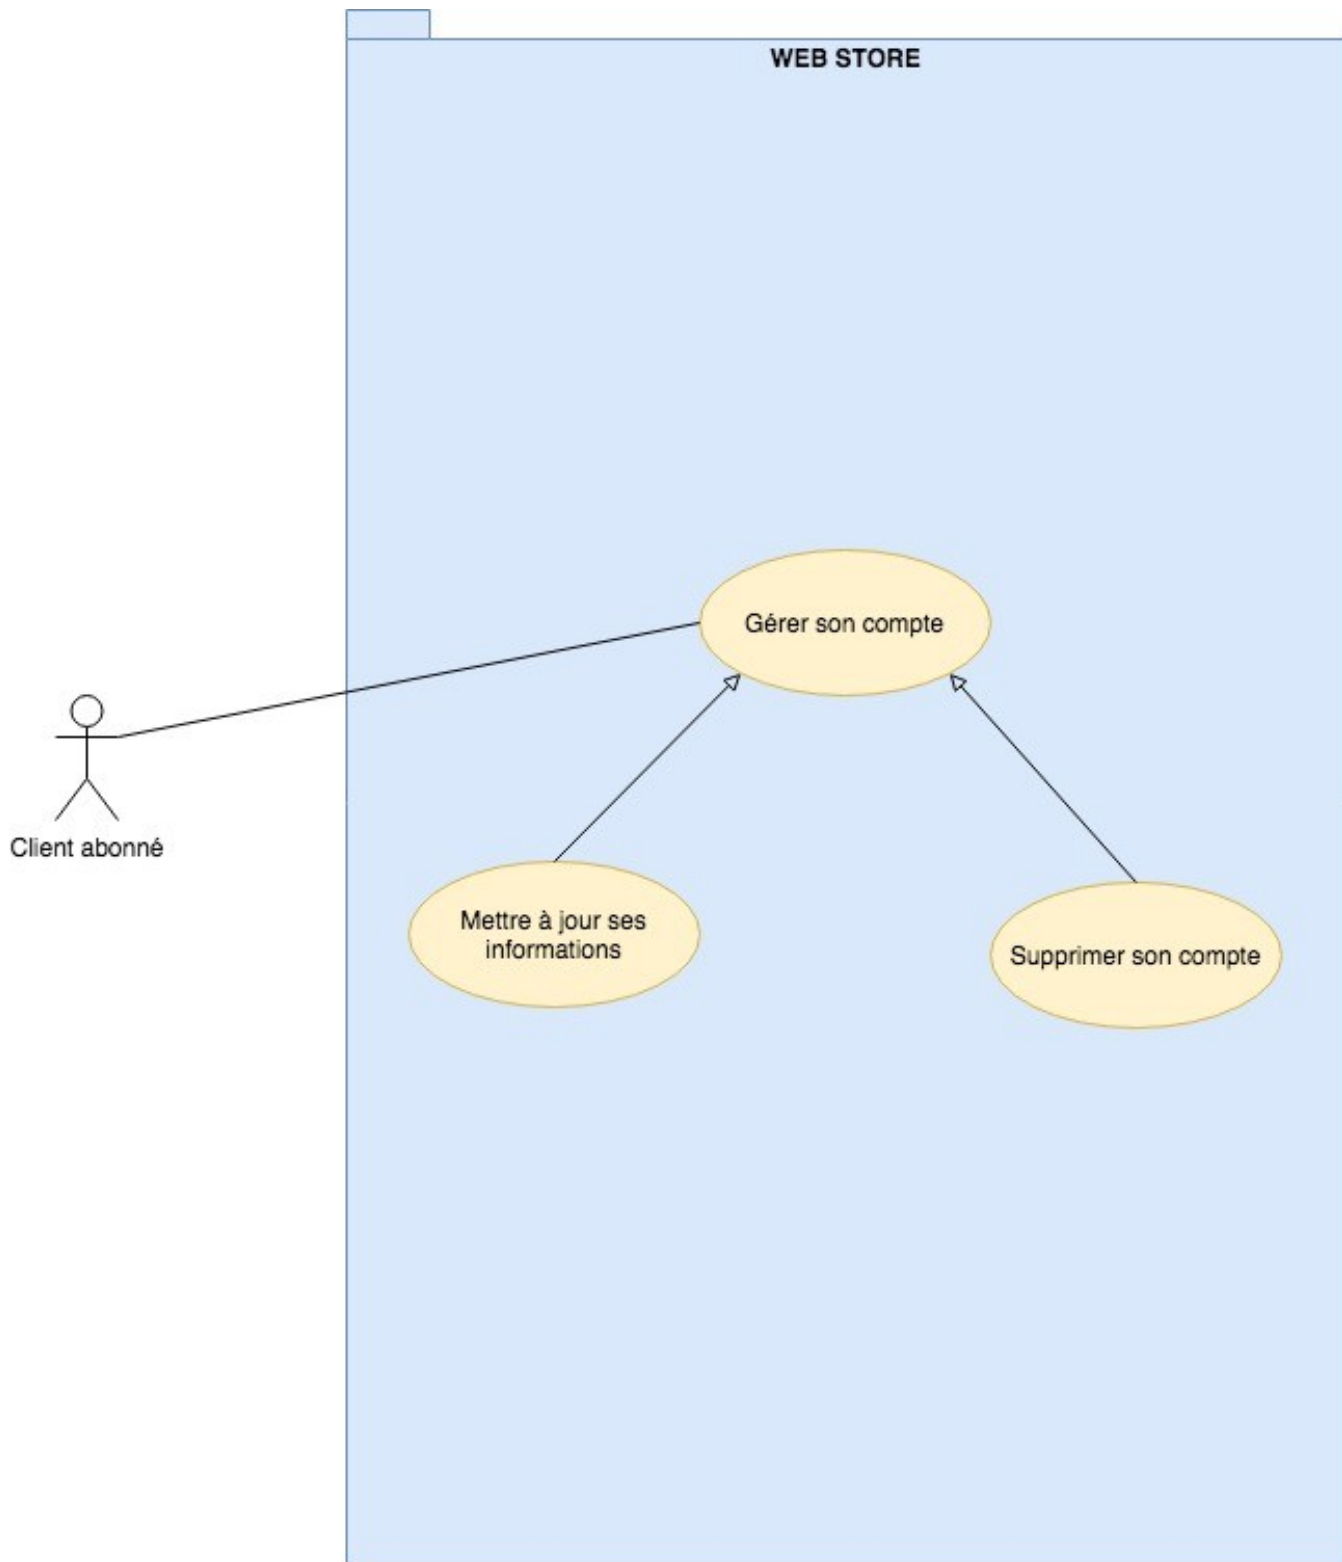 WEB STORE
Gérer son compte
Client abonné
Mettre à jour ses
informations
Supprimer son compte